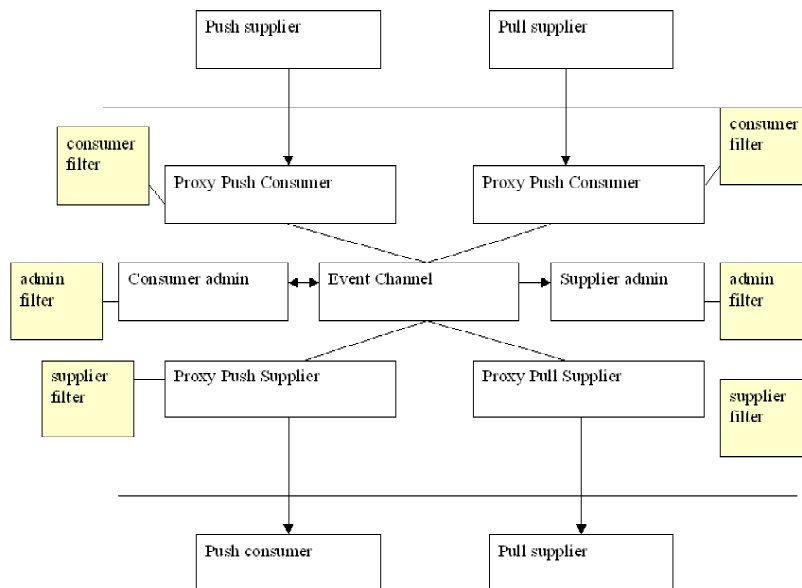 Push supplier
Pull supplier
consumer
filter
consumer
filter
Proxy Push Consumer
Proxy Push Consumer
admin
filter
Consumer admin
Event Channel
Supplier admin
admin
filter
supplier
filter
Proxy Push Supplier
Proxy Pull Supplier
supplier
filter
Push consumer
Pull supplier